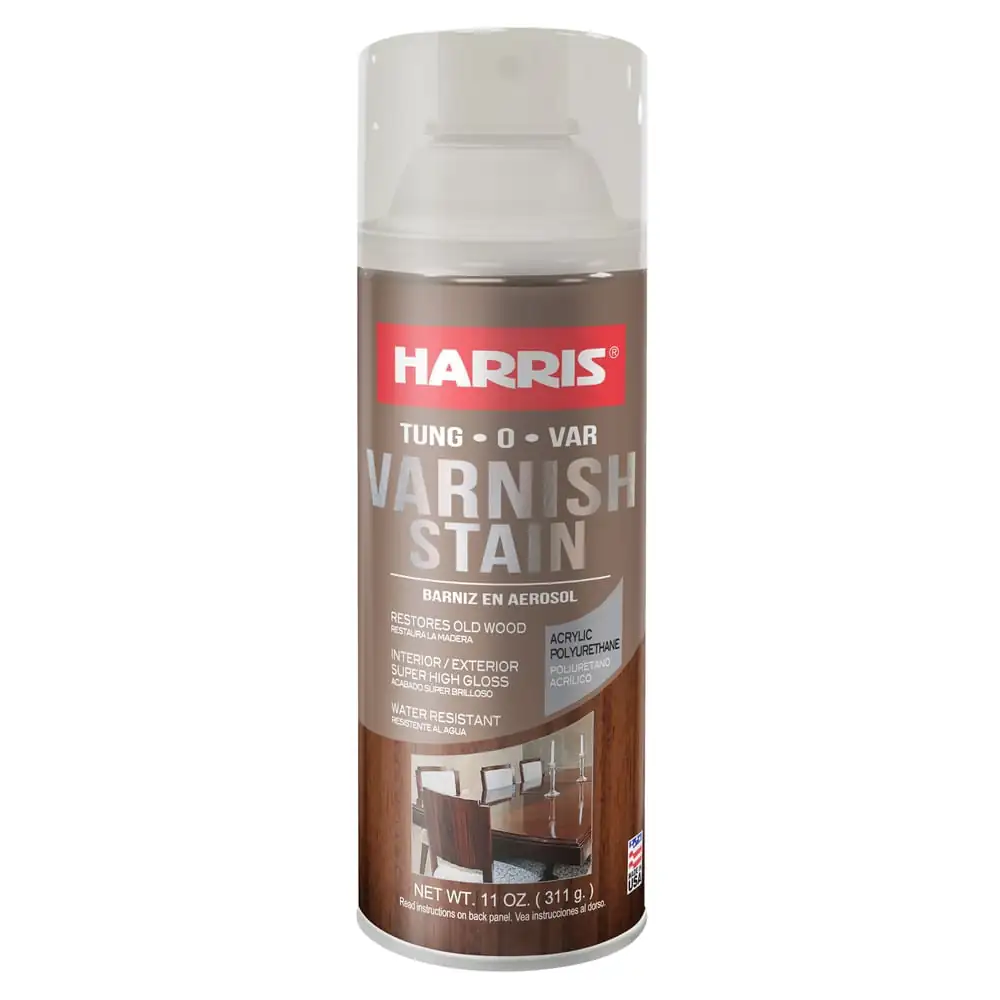 HARRIS®
TUNG • O • VAR
VARNISH
STAIN
BARNIZ EN AEROSOL
RESTORES OLD WOOD
RESTAURA LA MADERA
INTERIOR / EXTERIOR
SUPER HIGH GLOSS
ACABADO SÚPER BRILLOSO
WATER RESISTANT
RESISTENTE AL AGUA
ACRYLIC
POLYURETHANE
POLIURETANO
ACRÍLICO
USA
NET WT. 11 OZ. ( 311 g. )
Read instructions on back panel. Vea instrucciones al dorso.